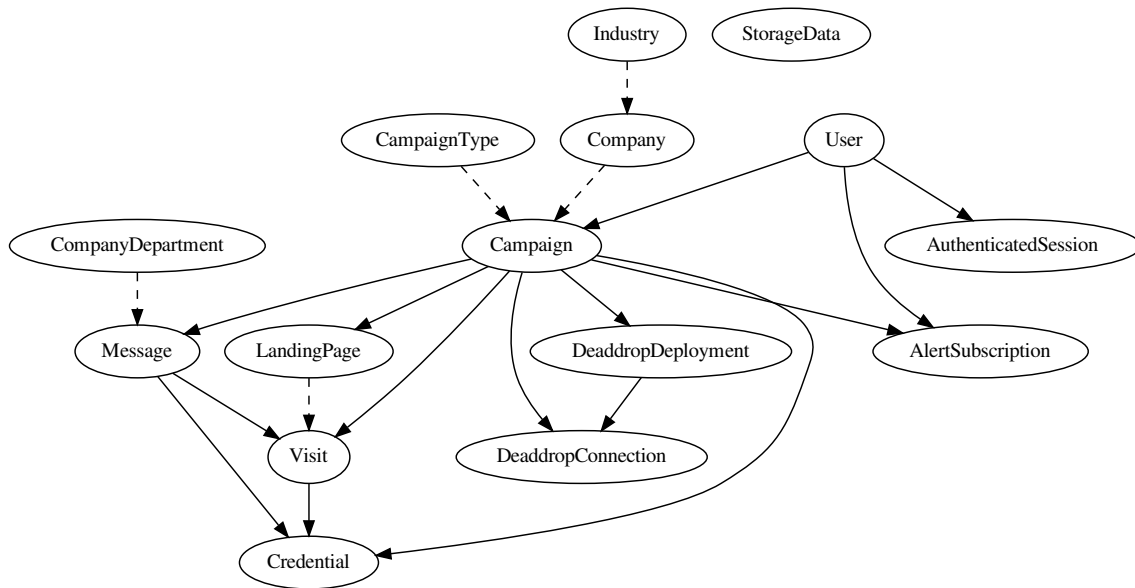 Industry
StorageData
CampaignType
Company
User
CompanyDepartment
Campaign
AuthenticatedSession
Message
LandingPage
DeaddropDeployment
AlertSubscription
Visit
DeaddropConnection
Credential